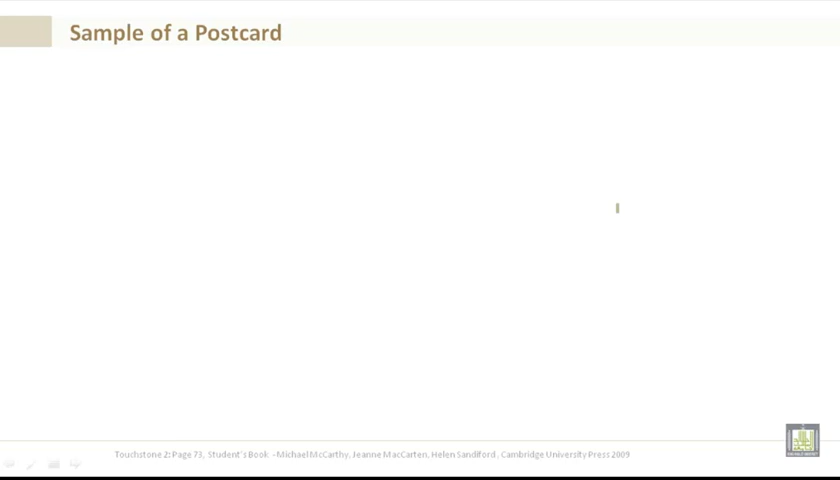 Sample of a Postcard
Touchstone 2: Page 73, Student's Book - Michael McCarthy, Jeanne MacCarten, Helen Sandiford , Cambridge University Press 2009